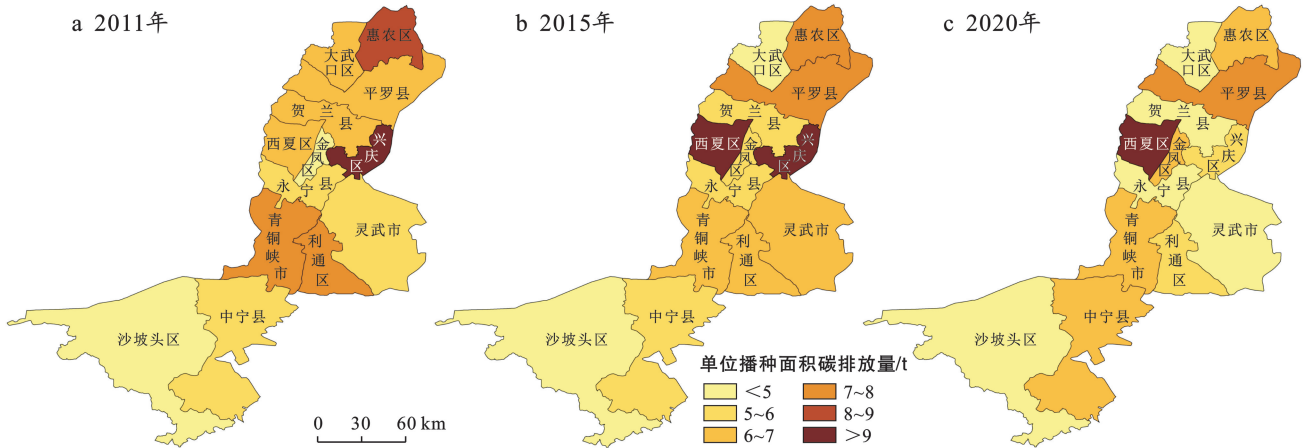 a 2011年
惠农区
大武口区
平罗县
贺兰县
西夏区
金凤区
兴庆区
永宁县
青铜峡市
利通区
灵武市
中宁县
沙坡头区
0 30 60 km
b 2015年
惠农区
大武口区
平罗县
贺兰县
西夏区
金凤区
兴庆区
永宁县
青铜峡市
利通区
灵武市
中宁县
沙坡头区
单位播种面积碳排放量/t
<5
5~6
6~7
7~8
8~9
>9
c 2020年
惠农区
大武口区
平罗县
贺兰县
西夏区
金凤区
兴庆区
永宁县
青铜峡市
利通区
灵武市
中宁县
沙坡头区